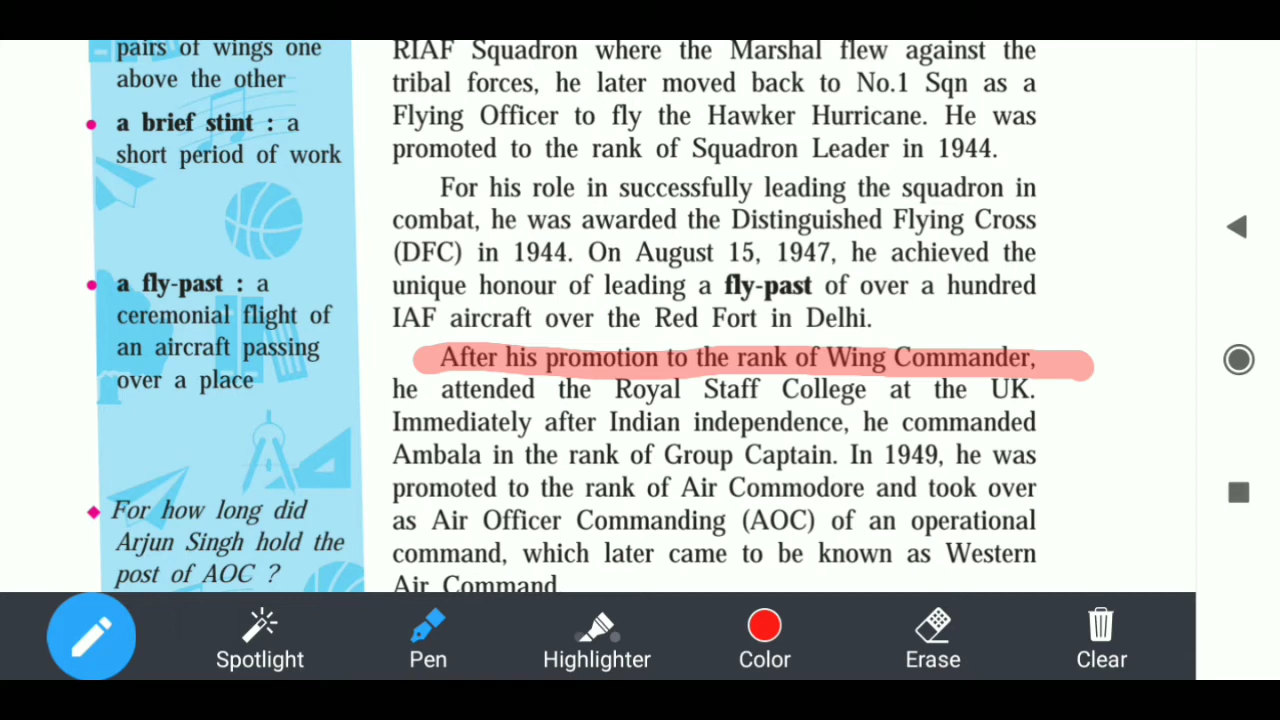 pairs of wings one
above the other
a brief stint : a
short period of work
a fly-past : a
ceremonial flight of
an aircraft passing
over a place
For how long did
Arjun Singh hold the
post of AOC ?
RIAF Squadron where the Marshal flew against the
tribal forces, he later moved back to No.1 Sqn as a
Flying Officer to fly the Hawker Hurricane. He was
promoted to the rank of Squadron Leader in 1944.
For his role in successfully leading the squadron in
combat, he was awarded the Distinguished Flying Cross
(DFC) in 1944. On August 15, 1947, he achieved the
unique honour of leading a fly-past of over a hundred
IAF aircraft over the Red Fort in Delhi.
After his promotion to the rank of Wing Commander,
he attended the Royal Staff College at the UK.
Immediately after Indian independence, he commanded
Ambala in the rank of Group Captain. In 1949, he was
promoted to the rank of Air Commodore and took over
as Air Officer Commanding (AOC) of an operational
command, which later came to be known as Western
Air Command
Spotlight
Pen
Highlighter
Color
Erase
Clear